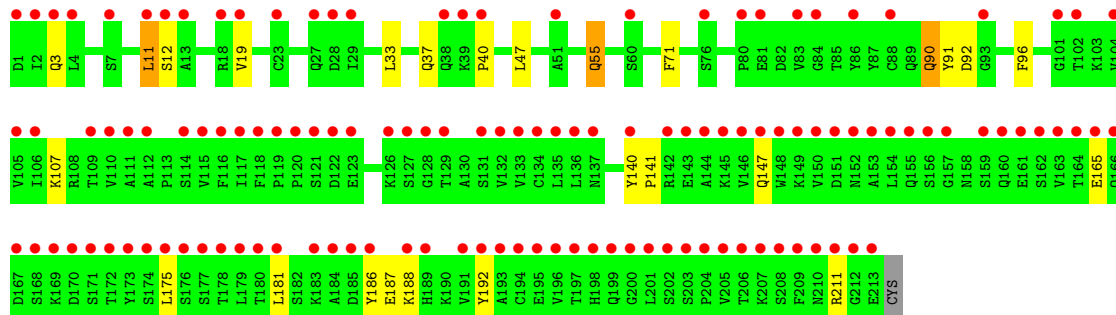 D1 I2 Q3 L4 S7 L11 S12 A13 R18 V19 C23 Q27 D28 I29 L33 Q37 Q38 K39 P40 L47 A51 Q55 S60 F71 S76 P80 E81 D82 V83 G84 T85 Y86 Y87 C88 Q89 Q90 Y91 D92 G93 F96 G101 T102 K103 V104
V105 I106 K107 R108 T109 V110 A111 A112 P113 S114 V115 F116 I117 F118 P119 P120 S121 D122 E123 K126 S127 G128 T129 A130 S131 V132 V133 C134 L135 L136 N137 Y140 P141 R142 E143 A144 K145 V146 Q147 W148 K149 V150 D151 N152 A153 L154 Q155 S156 G157 N158 S159 Q160 E161 S162 V163 T164 E165 Q166
D167 S168 K169 D170 S171 T172 Y173 S174 L175 S176 S177 T178 L179 T180 L181 S182 K183 A184 D185 Y186 E187 K188 H189 K190 V191 Y192 A193 C194 E195 V196 T197 H198 Q199 G200 L201 S202 S203 P204 V205 T206 K207 S208 F209 N210 R211 G212 E213 CYS